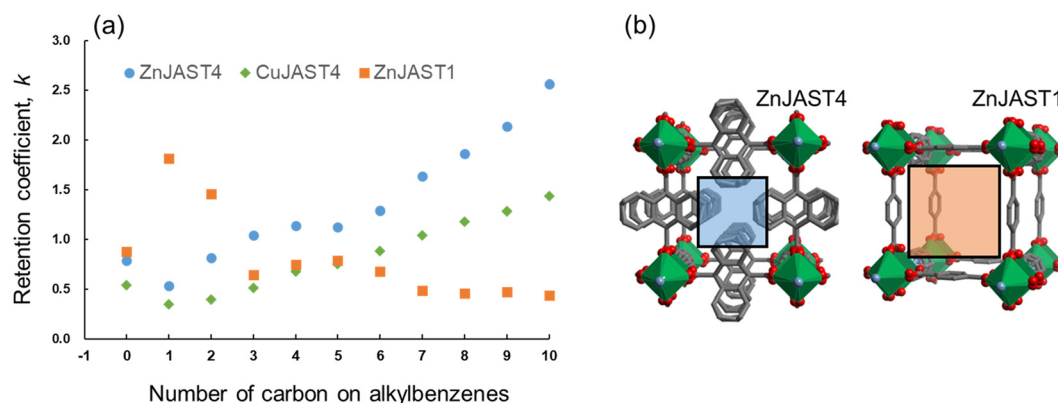 (a)
3.0
2.5
2.0
1.5
1.0
0.5
0.0
Retention coefficient, k
ZnJAST4 CuJAST4 ZnJAST1
-1 0 1 2 3 4 5 6 7 8 9 10
Number of carbon on alkylbenzenes
(b)
ZnJAST4 ZnJAST1